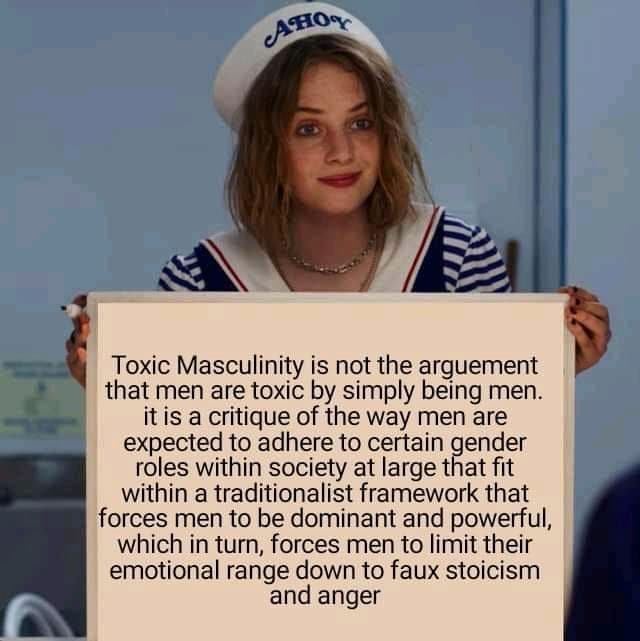 AHOY
Toxic Masculinity is not the arguement
that men are toxic by simply being men.
it is a critique of the way men are
expected to adhere to certain gender
roles within society at large that fit
within a traditionalist framework that
forces men to be dominant and powerful,
which in turn, forces men to limit their
emotional range down to faux stoicism
and anger